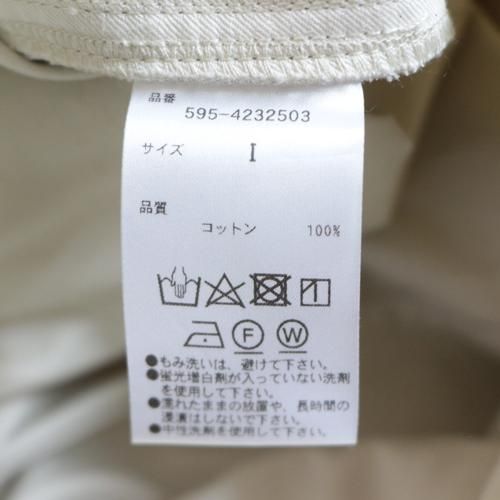 品番
595-4232503
サイズ I
品質
コットン 100%
F W
●もみ洗いは、避けて下さい。
●蛍光増白剤が入っていない洗剤
を使用して下さい。
●濡れたままの放置や、長時間の
浸漬はしないで下さい。
●中性洗剤を使用して下さい。